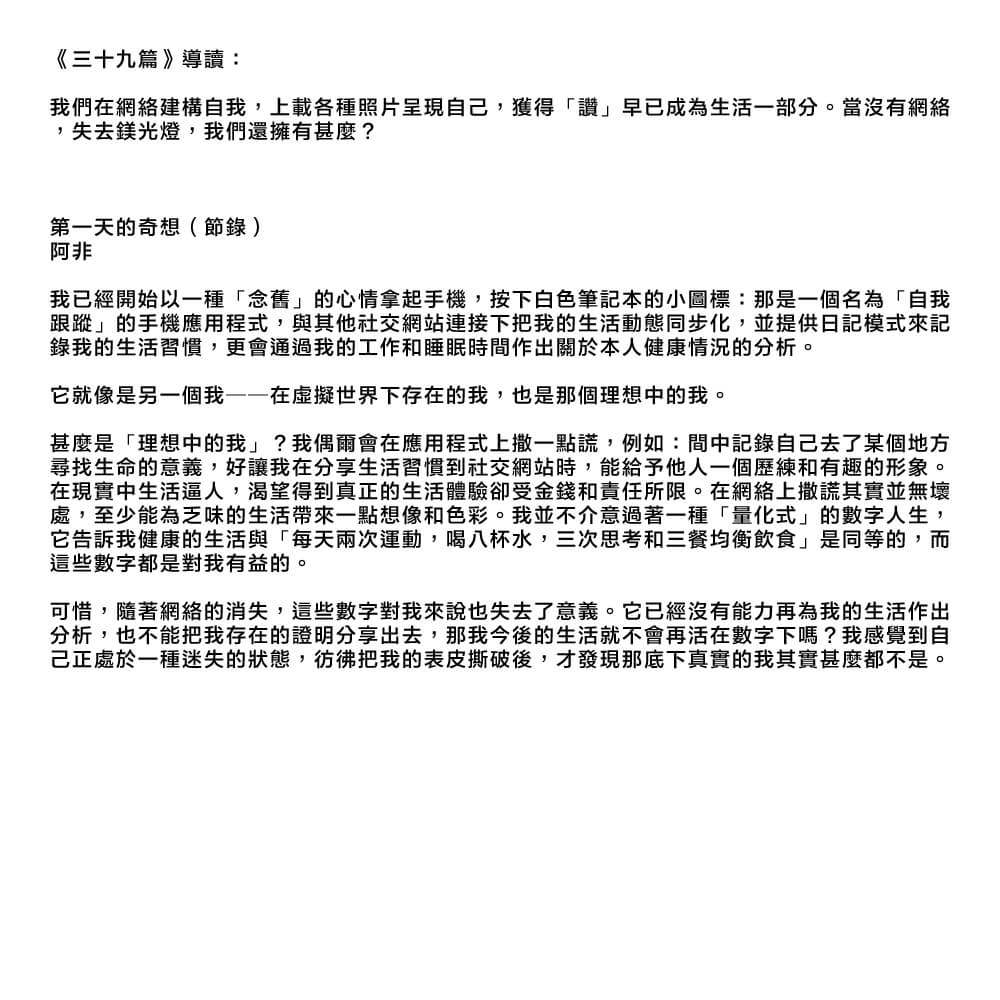 《三十九篇》導讀：
我們在網絡建構自我，上載各種照片呈現自己，獲得「讚」早已成為生活一部分。當沒有網絡
，失去鎂光燈，我們還擁有甚麼？
第一天的奇想（節錄）
阿非
我已經開始以一種「念舊」的心情拿起手機，按下白色筆記本的小圖標：那是一個名為「自我
跟蹤」的手機應用程式，與其他社交網站連接下把我的生活動態同步化，並提供日記模式來記
錄我的生活習慣，更會通過我的工作和睡眠時間作出關於本人健康情況的分析。
它就像是另一個我──在虛擬世界下存在的我，也是那個理想中的我。
甚麼是「理想中的我」？我偶爾會在應用程式上撒一點謊，例如：間中記錄自己去了某個地方
尋找生命的意義，好讓我在分享生活習慣到社交網站時，能給予他人一個歷練和有趣的形象。
在現實中生活逼人，渴望得到真正的生活體驗卻受金錢和責任所限。在網絡上撒謊其實並無壞
處，至少能為乏味的生活帶來一點想像和色彩。我並不介意過著一種「量化式」的數字人生，
它告訴我健康的生活與「每天兩次運動，喝八杯水，三次思考和三餐均衡飲食」是同等的，而
這些數字都是對我有益的。
可惜，隨著網絡的消失，這些數字對我來說也失去了意義。它已經沒有能力再為我的生活作出
分析，也不能把我存在的證明分享出去，那我今後的生活就不會再活在數字下嗎？我感覺到自
己正處於一種迷失的狀態，彷彿把我的表皮撕破後，才發現那底下真實的我其實甚麼都不是。